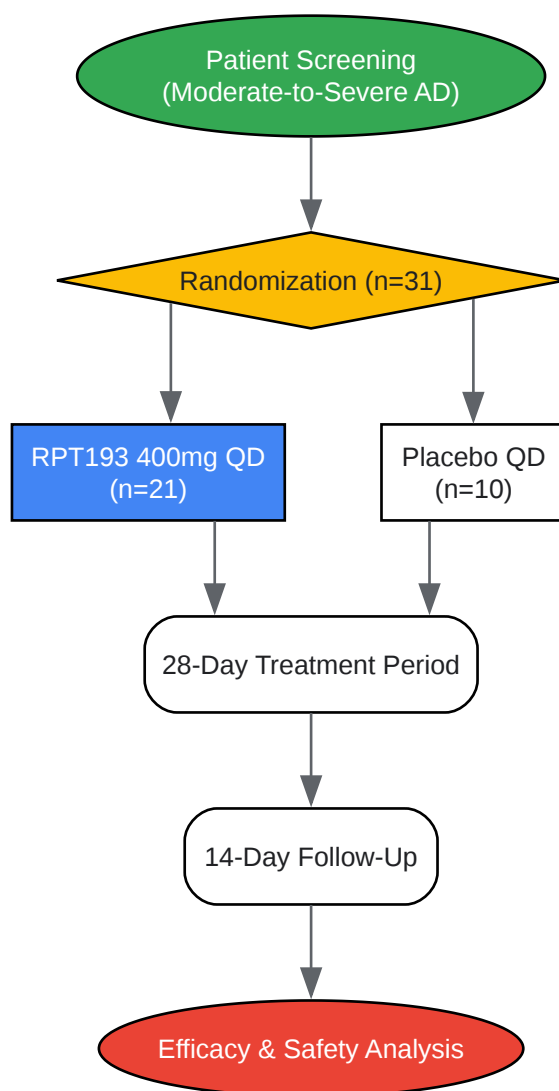 Patient Screening
(Moderate-to-Severe AD)
Randomization (n=31)
RPT193 400mg QD
(n=21)
Placebo QD
(n=10)
28-Day Treatment Period
14-Day Follow-Up
Efficacy & Safety Analysis